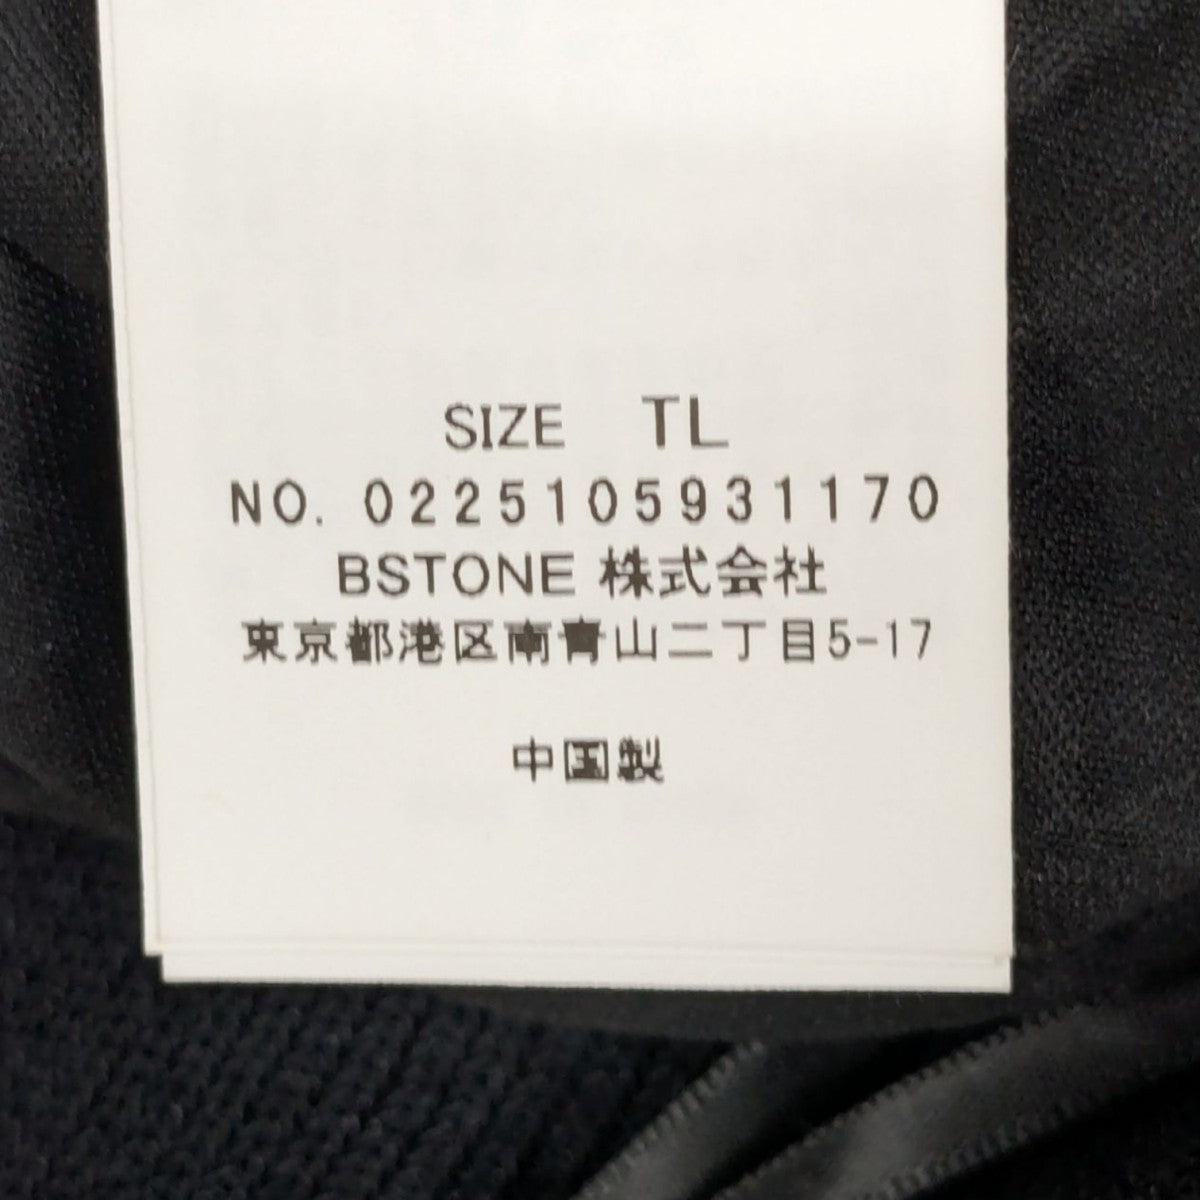 SIZE TL
NO. 0225105931170
BSTONE 株式会社
東京都港区南青山二丁目5-17
中国製